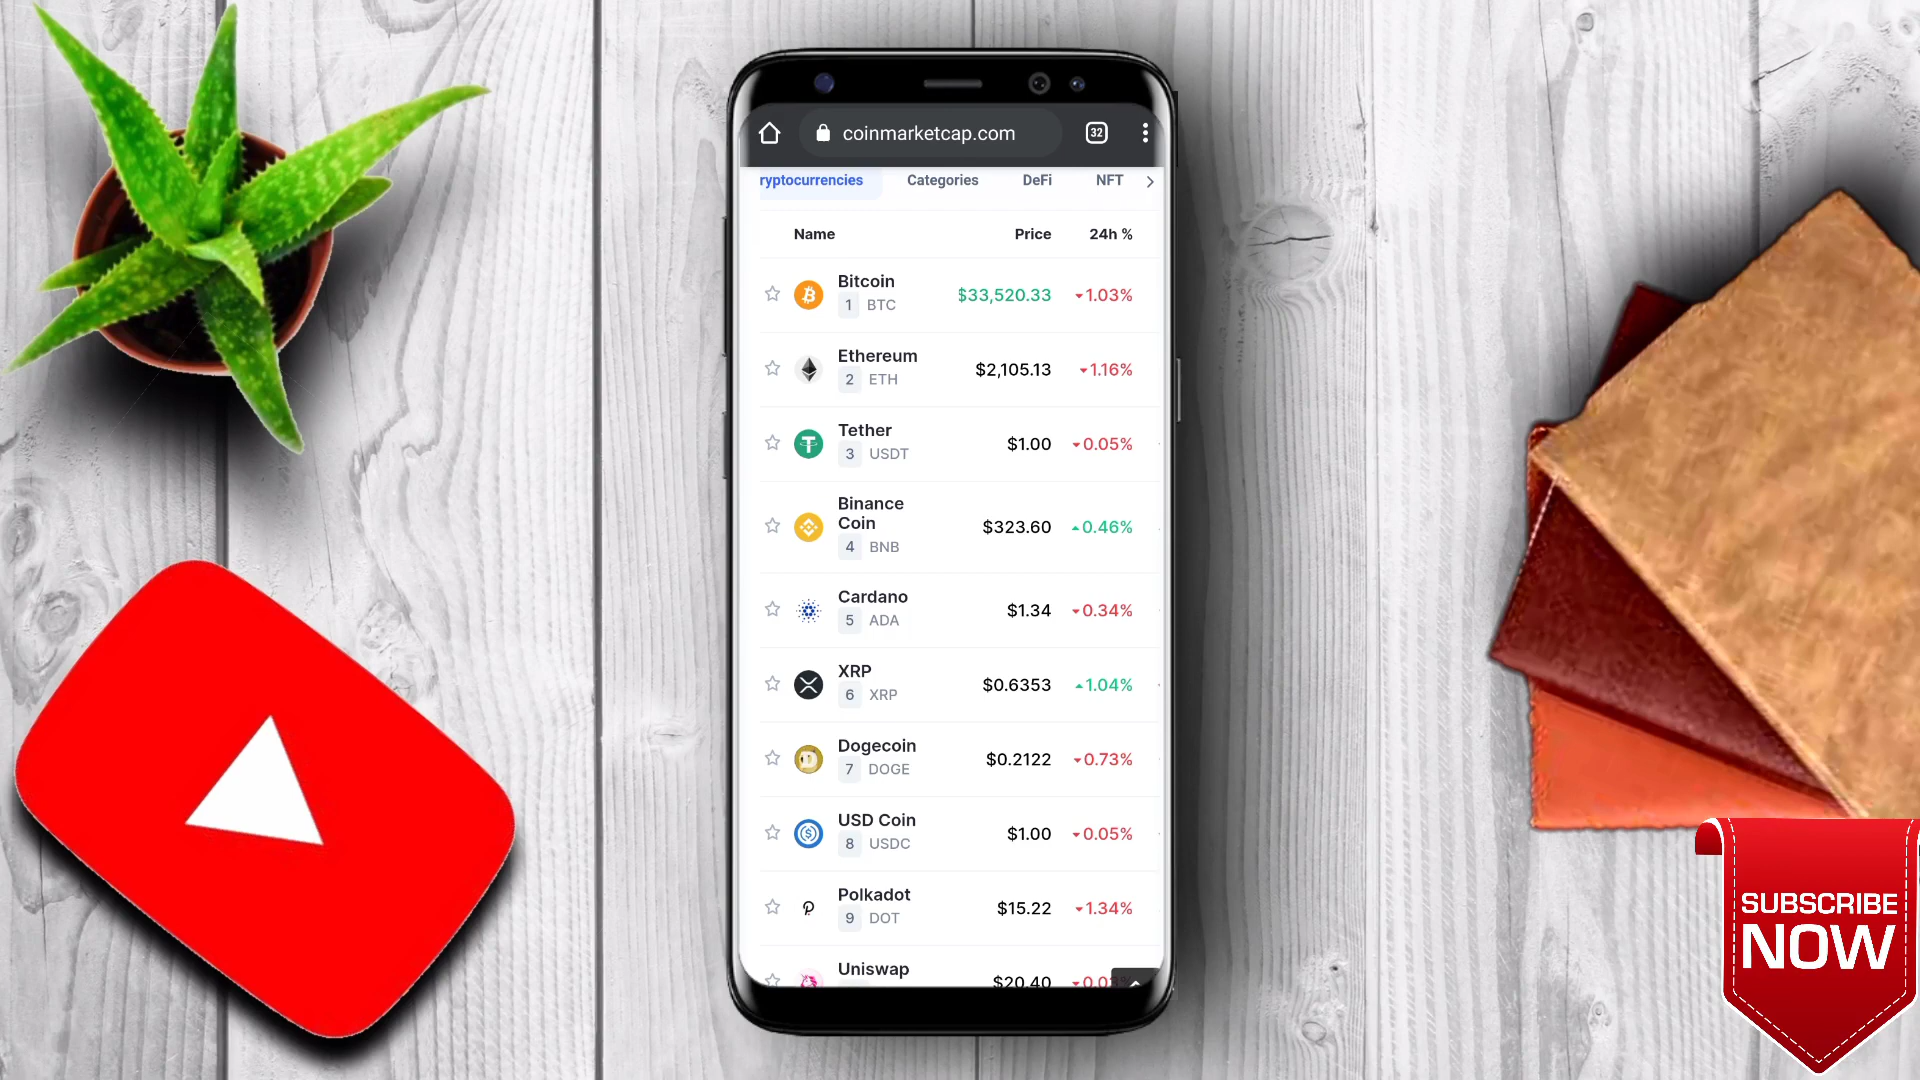 coinmarketcap.com
32
ryptocurrencies Categories DeFi NFT
Name Price 24h %
Bitcoin
1 BTC $33,520.33 1.03%
Ethereum
2 ETH $2,105.13 1.16%
Tether
3 USDT $1.00 0.05%
Binance
Coin
4 BNB $323.60 0.46%
Cardano
5 ADA $1.34 0.34%
XRP
6 XRP $0.6353 1.04%
Dogecoin
7 DOGE $0.2122 0.73%
USD Coin
8 USDC $1.00 0.05%
Polkadot
9 DOT $15.22 1.34%
Uniswap
$20.40
SUBSCRIBE
NOW